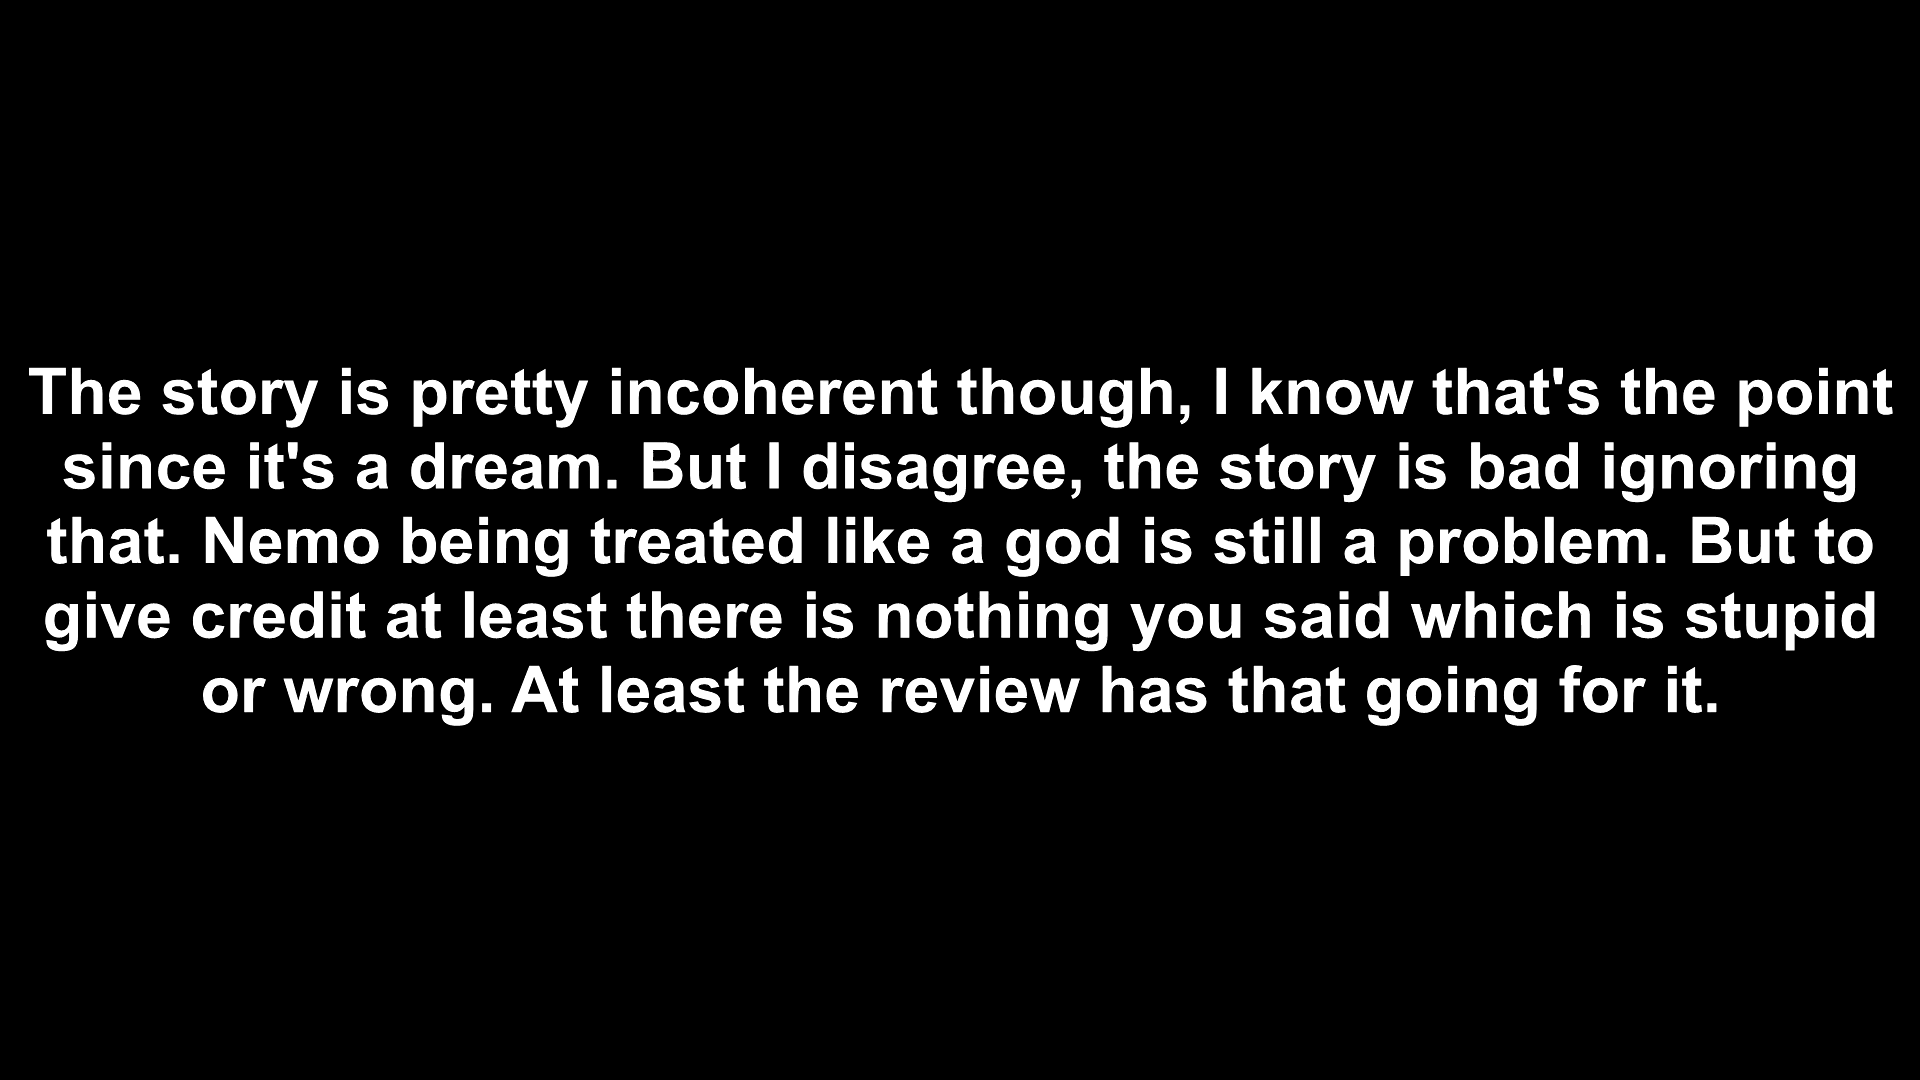 The story is pretty incoherent though, I know that's the point
since it's a dream. But I disagree, the story is bad ignoring
that. Nemo being treated like a god is still a problem. But to
give credit at least there is nothing you said which is stupid
or wrong. At least the review has that going for it.